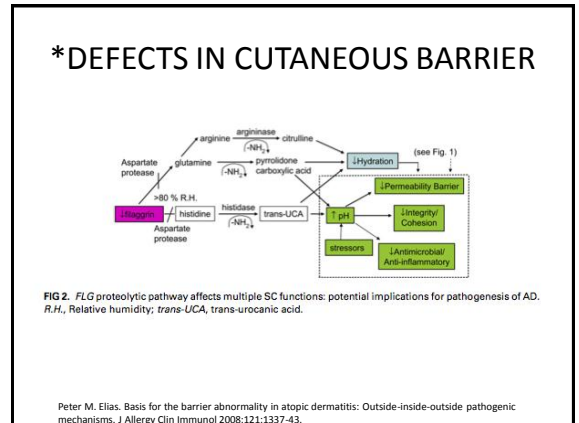 *DEFECTS IN CUTANEOUS BARRIER
arginine arginase citrulline
(-NH₂)
(see Fig. 1)
Aspartate
protease
glutamine
pyrrolidone
carboxylic acid
(-NH₂)
↓Hydration
↓Permeability Barrier
>80 % R.H.
↓filaggrin
histidine
histidase
(-NH₂)
trans-UCA
↑ pH
↓Integrity/
Cohesion
Aspartate
protease
stressors
↓Antimicrobial/
Anti-inflammatory
FIG 2. FLG proteolytic pathway affects multiple SC functions: potential implications for pathogenesis of AD.
R.H., Relative humidity; trans-UCA, trans-urocanic acid.
Peter M. Elias. Basis for the barrier abnormality in atopic dermatitis: Outside-inside-outside pathogenic
mechanisms. J Allergy Clin Immunol 2008;121:1337-43.